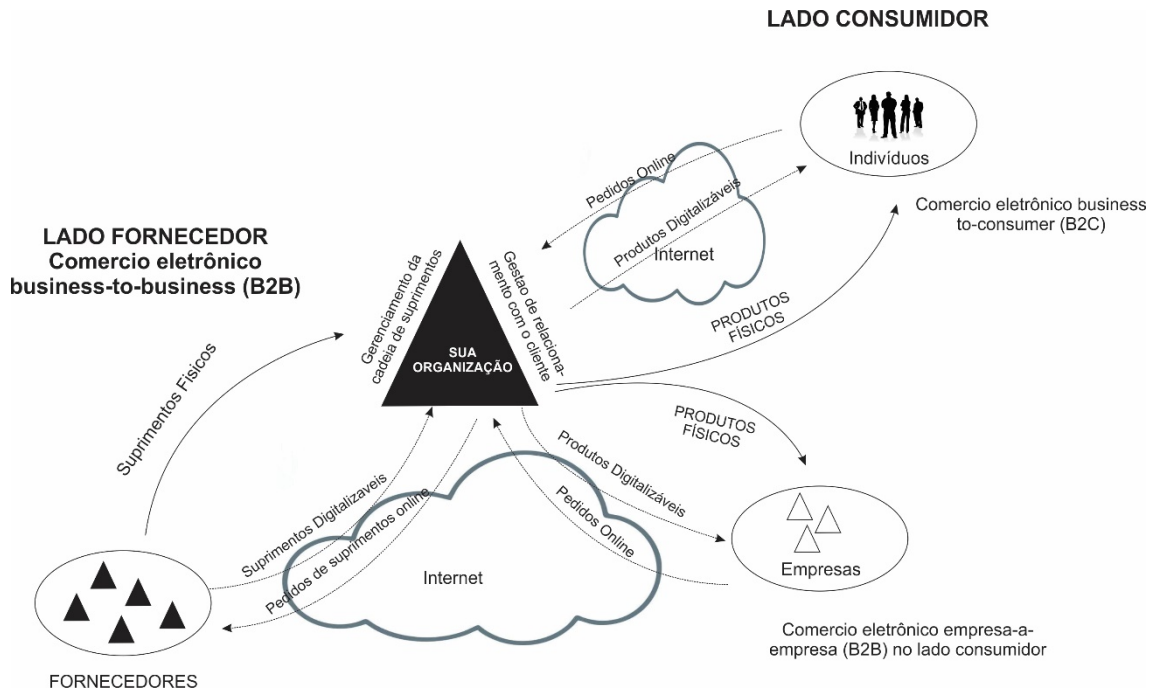 LADO CONSUMIDOR
Indivíduos
Comercio eletrônico business
to-consumer (B2C)
Pedidos Online
Produtos Digitalizáveis
Internet
PRODUTOS
FÍSICOS
LADO FORNECEDOR
Comercio eletrônico
business-to-business (B2B)
Gerenciamento da
cadeia de suprimentos
SUA
ORGANIZAÇÃO
Gestao de relaciona-
mento com o cliente
Suprimentos Físicos
PRODUTOS
FÍSICOS
Produtos Digitalizáveis
Pedidos Online
Empresas
Comercio eletrônico empresa-a-
empresa (B2B) no lado consumidor
Suprimentos Digitalizaveis
Pedidos de suprimentos online
Internet
FORNECEDORES